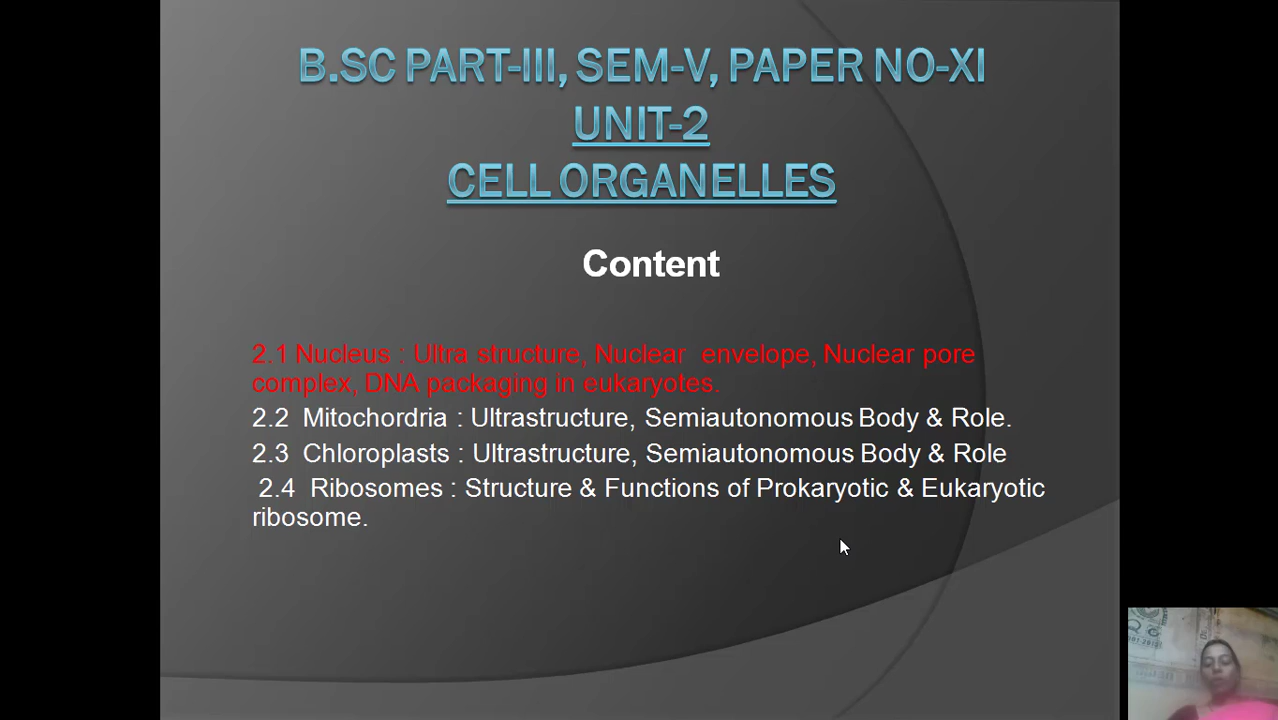 B.SC PART-III, SEM-V, PAPER NO-XI
UNIT-2
CELL ORGANELLES
Content
2.1 Nucleus : Ultra structure, Nuclear envelope, Nuclear pore
complex, DNA packaging in eukaryotes.
2.2 Mitochordria : Ultrastructure, Semiautonomous Body & Role.
2.3 Chloroplasts : Ultrastructure, Semiautonomous Body & Role
2.4 Ribosomes : Structure & Functions of Prokaryotic & Eukaryotic
ribosome.